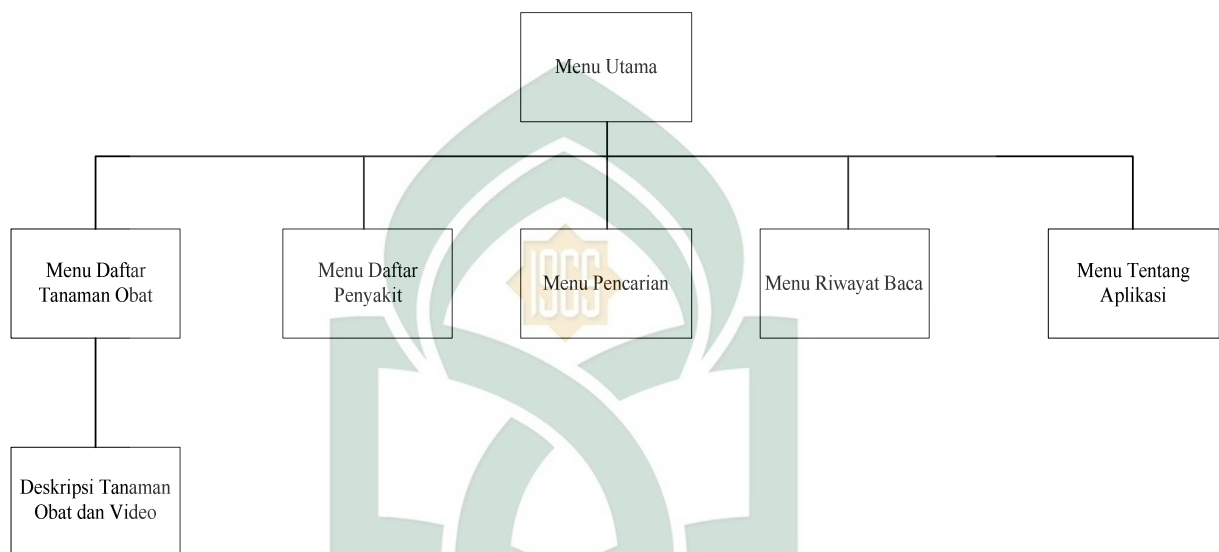 Menu Utama
Menu Daftar
Tanaman Obat
Menu Daftar
Penyakit
Menu Pencarian
Menu Riwayat Baca
Menu Tentang
Aplikasi
Deskripsi Tanaman
Obat dan Video